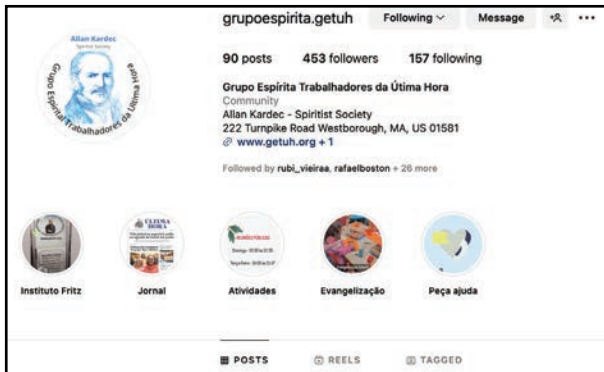 grupoespirita.getuh Following Message
90 posts 453 followers 157 following
Grupo Espírita Trabalhadores da Útima Hora
Community
Allan Kardec - Spiritist Society
222 Turnpike Road Westborough, MA, US 01581
www.getuh.org + 1
Followed by rubi_vieiraa, rafaelboston + 26 more
Allan Kardec
Spiritist Society
Grupo Espiritual Trabalhadores da Última Hora
ÚLTIMA
HORA
Instituto Fritz Jornal Atividades Evangelização Peça ajuda
POSTS REELS TAGGED